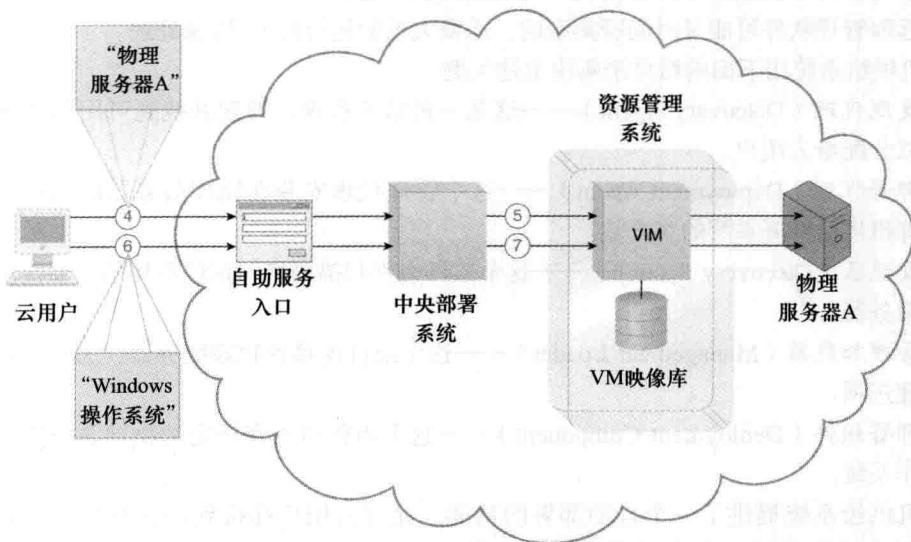 “物理
服务器A”
资源管理
系统
4
5
6
7
VIM
云用户
自助服务
入口
中央部署
系统
物理
服务器A
VM映像库
“Windows
操作系统”